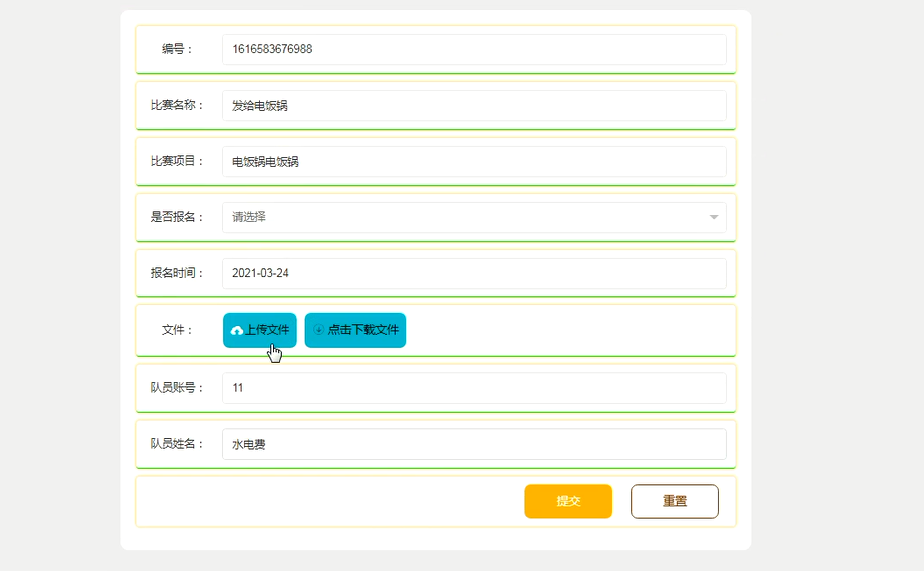 编号： 1616583676988
比赛名称： 发给电饭锅
比赛项目： 电饭锅电饭锅
是否报名： 请选择
报名时间： 2021-03-24
文件： 上传文件 点击下载文件
队员账号： 11
队员姓名： 水电费
提交 重置